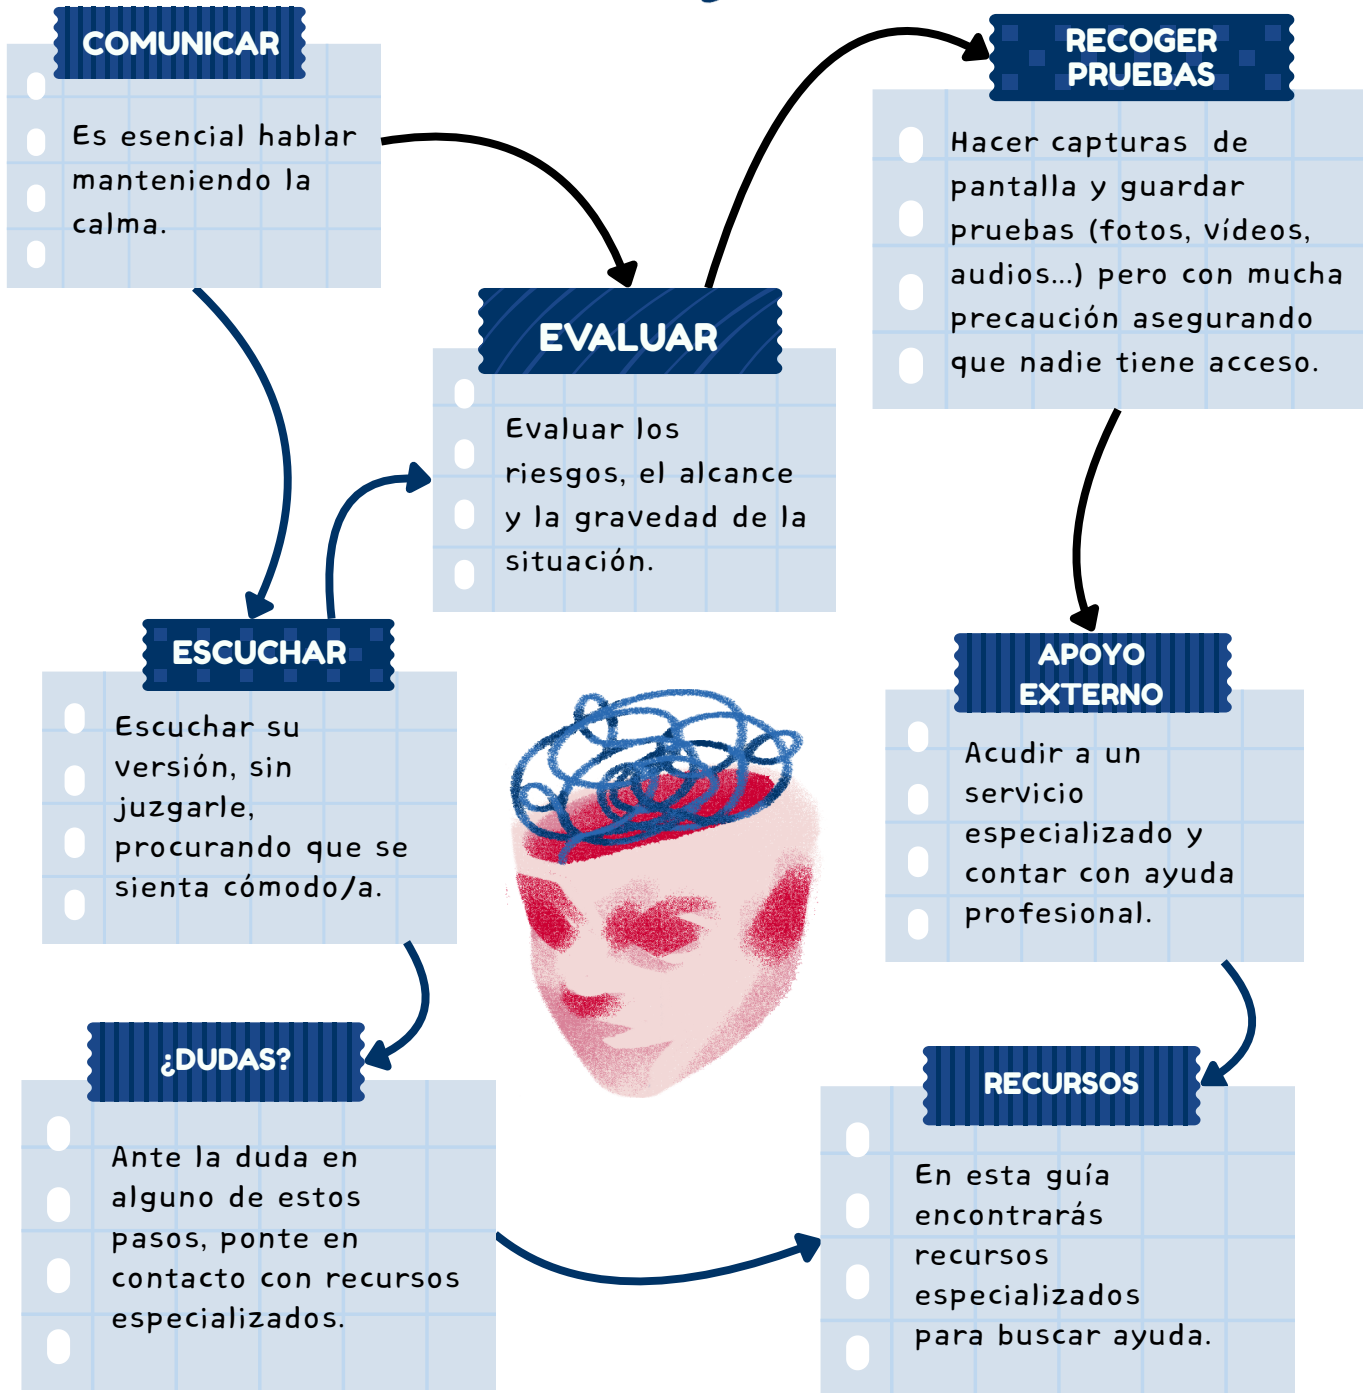 COMUNICAR
Es esencial hablar
manteniendo la
calma.
RECOGER
PRUEBAS
Hacer capturas de
pantalla y guardar
pruebas (fotos, vídeos,
audios...) pero con mucha
precaución asegurando
que nadie tiene acceso.
EVALUAR
Evaluar los
riesgos, el alcance
y la gravedad de la
situación.
ESCUCHAR
Escuchar su
versión, sin
juzgarle,
procurando que se
sienta cómodo/a.
APOYO
EXTERNO
Acudir a un
servicio
especializado y
contar con ayuda
profesional.
¿DUDAS?
Ante la duda en
alguno de estos
pasos, ponte en
contacto con recursos
especializados.
RECURSOS
En esta guía
encontrarás
recursos
especializados
para buscar ayuda.